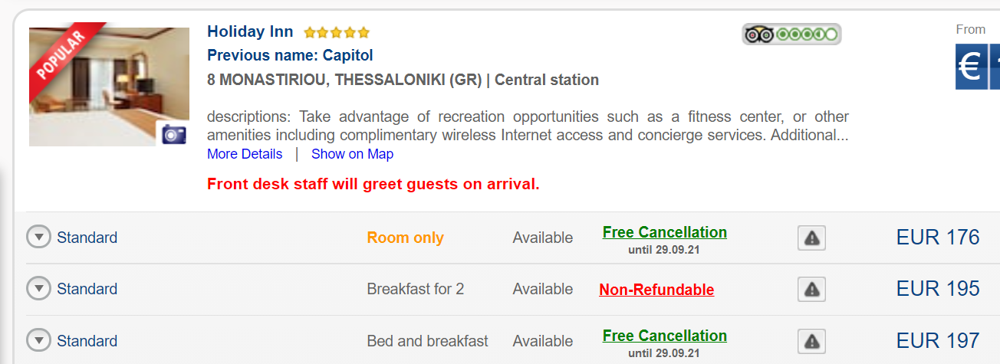 POPULAR
Holiday Inn
Previous name: Capitol
8 MONASTIRIOU, THESSALONIKI (GR) | Central station
From
€
descriptions: Take advantage of recreation opportunities such as a fitness center, or other
amenities including complimentary wireless Internet access and concierge services. Additional...
More Details | Show on Map
Front desk staff will greet guests on arrival.
Standard Room only Available Free Cancellation EUR 176
until 29.09.21
Standard Breakfast for 2 Available Non-Refundable EUR 195
Standard Bed and breakfast Available Free Cancellation EUR 197
until 29.09.21